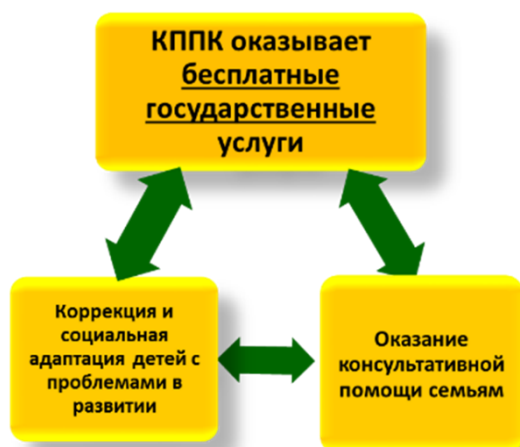 КППК оказывает
бесплатные
государственные
услуги
Коррекция и
социальная
адаптация детей с
проблемами в
развитии
Оказание
консультативной
помощи семьям